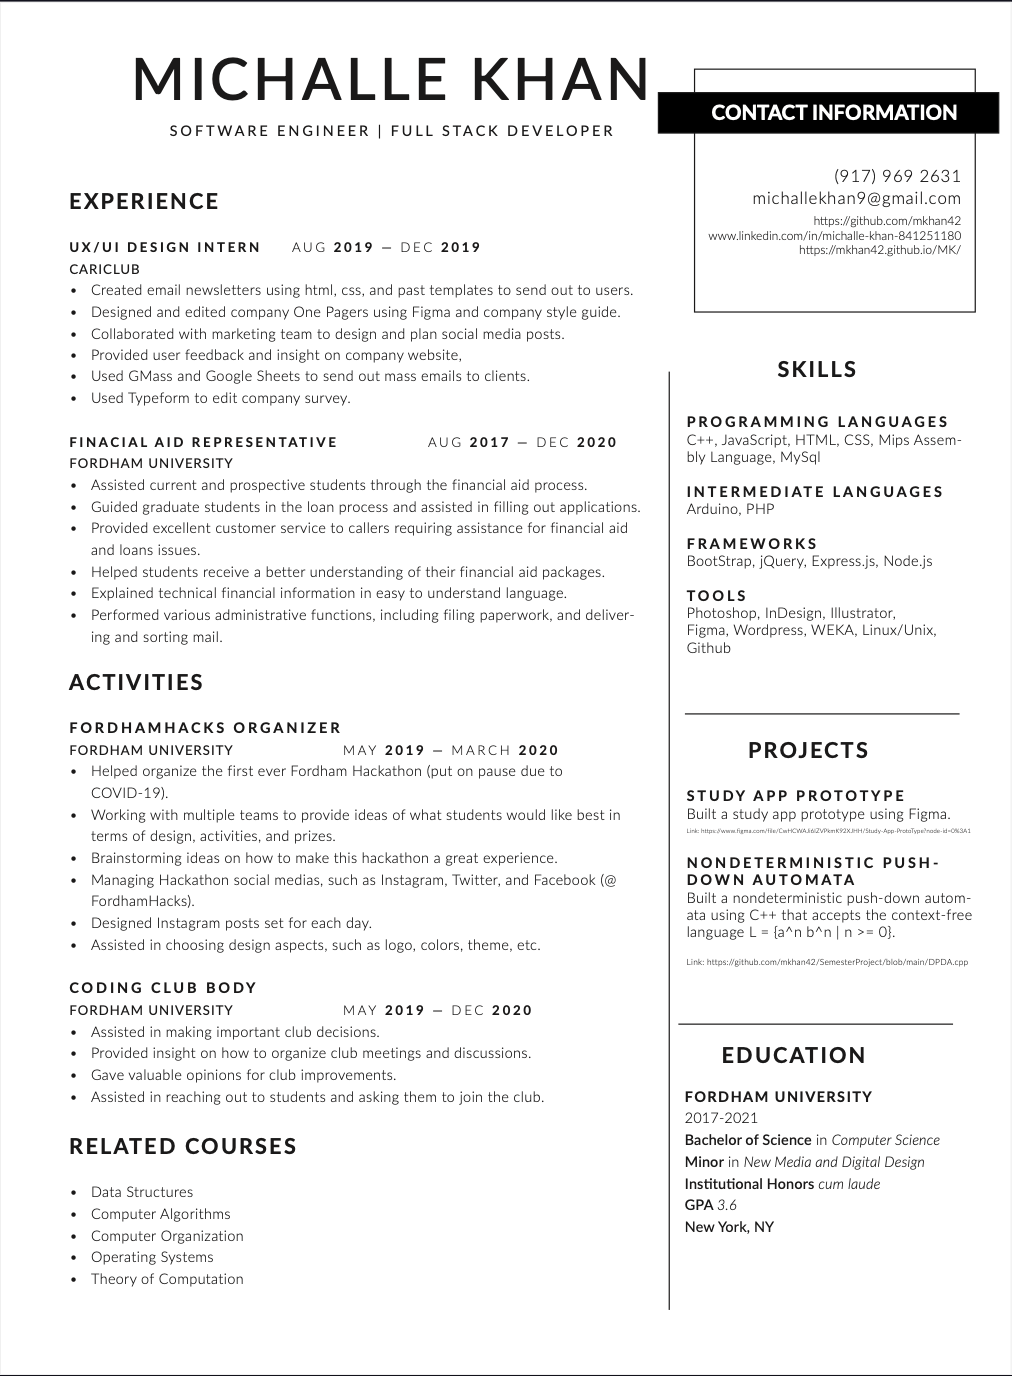 MICHALLE KHAN
SOFTWARE ENGINEER | FULL STACK DEVELOPER
CONTACT INFORMATION
(917) 969 2631
michallekhan9@gmail.com
https://github.com/mkhan42
www.linkedin.com/in/michalle-khan-841251180
https://mkhan42.github.io/MK/
EXPERIENCE
UX/UI DESIGN INTERN AUG 2019 — DEC 2019
CARICLUB
• Created email newsletters using html, css, and past templates to send out to users.
• Designed and edited company One Pagers using Figma and company style guide.
• Collaborated with marketing team to design and plan social media posts.
• Provided user feedback and insight on company website,
• Used GMass and Google Sheets to send out mass emails to clients.
• Used Typeform to edit company survey.
FINACIAL AID REPRESENTATIVE AUG 2017 — DEC 2020
FORDHAM UNIVERSITY
• Assisted current and prospective students through the financial aid process.
• Guided graduate students in the loan process and assisted in filling out applications.
• Provided excellent customer service to callers requiring assistance for financial aid
and loans issues.
• Helped students receive a better understanding of their financial aid packages.
• Explained technical financial information in easy to understand language.
• Performed various administrative functions, including filing paperwork, and deliver-
ing and sorting mail.
ACTIVITIES
FORDHAMHACKS ORGANIZER
FORDHAM UNIVERSITY MAY 2019 — MARCH 2020
• Helped organize the first ever Fordham Hackathon (put on pause due to
COVID-19).
• Working with multiple teams to provide ideas of what students would like best in
terms of design, activities, and prizes.
• Brainstorming ideas on how to make this hackathon a great experience.
• Managing Hackathon social medias, such as Instagram, Twitter, and Facebook (@
FordhamHacks).
• Designed Instagram posts set for each day.
• Assisted in choosing design aspects, such as logo, colors, theme, etc.
CODING CLUB BODY
FORDHAM UNIVERSITY MAY 2019 — DEC 2020
• Assisted in making important club decisions.
• Provided insight on how to organize club meetings and discussions.
• Gave valuable opinions for club improvements.
• Assisted in reaching out to students and asking them to join the club.
RELATED COURSES
• Data Structures
• Computer Algorithms
• Computer Organization
• Operating Systems
• Theory of Computation
SKILLS
PROGRAMMING LANGUAGES
C++, JavaScript, HTML, CSS, Mips Assem-
bly Language, MySql
INTERMEDIATE LANGUAGES
Arduino, PHP
FRAMEWORKS
BootStrap, jQuery, Express.js, Node.js
TOOLS
Photoshop, InDesign, Illustrator,
Figma, Wordpress, WEKA, Linux/Unix,
Github
PROJECTS
STUDY APP PROTOTYPE
Built a study app prototype using Figma.
Link: https://www.figma.com/file/CwHCWAJi6iZVPkmK92XJHH/Study-App-ProtoType?node-id=0%3A1
NONDETERMINISTIC PUSH-
DOWN AUTOMATA
Built a nondeterministic push-down autom-
ata using C++ that accepts the context-free
language L = {a^n b^n | n >= 0}.
Link: https://github.com/mkhan42/SemesterProject/blob/main/DPDA.cpp
EDUCATION
FORDHAM UNIVERSITY
2017-2021
Bachelor of Science in Computer Science
Minor in New Media and Digital Design
Institutional Honors cum laude
GPA 3.6
New York, NY